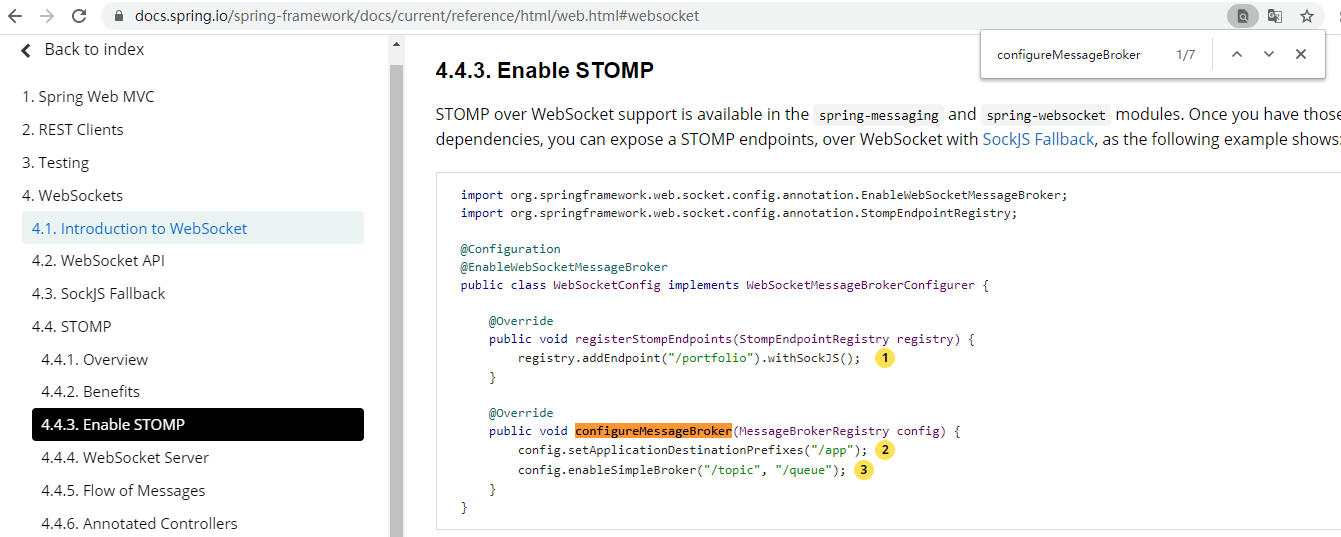 docs.spring.io/spring-framework/docs/current/reference/html/web.html#websocket
configureMessageBroker 1/7
Back to index
1. Spring Web MVC
2. REST Clients
3. Testing
4. WebSockets
4.1. Introduction to WebSocket
4.2. WebSocket API
4.3. SockJS Fallback
4.4. STOMP
4.4.1. Overview
4.4.2. Benefits
4.4.3. Enable STOMP
4.4.4. WebSocket Server
4.4.5. Flow of Messages
4.4.6. Annotated Controllers
4.4.3. Enable STOMP
STOMP over WebSocket support is available in the spring-messaging and spring-websocket modules. Once you have those
dependencies, you can expose a STOMP endpoints, over WebSocket with SockJS Fallback, as the following example shows:
import org.springframework.web.socket.config.annotation.EnableWebSocketMessageBroker;
import org.springframework.web.socket.config.annotation.StompEndpointRegistry;
@Configuration
@EnableWebSocketMessageBroker
public class WebSocketConfig implements WebSocketMessageBrokerConfigurer {
@Override
public void registerStompEndpoints(StompEndpointRegistry registry) {
registry.addEndpoint("/portfolio").withSockJS(); 1
}
@Override
public void configureMessageBroker(MessageBrokerRegistry config) {
config.setApplicationDestinationPrefixes("/app"); 2
config.enableSimpleBroker("/topic", "/queue"); 3
}
}